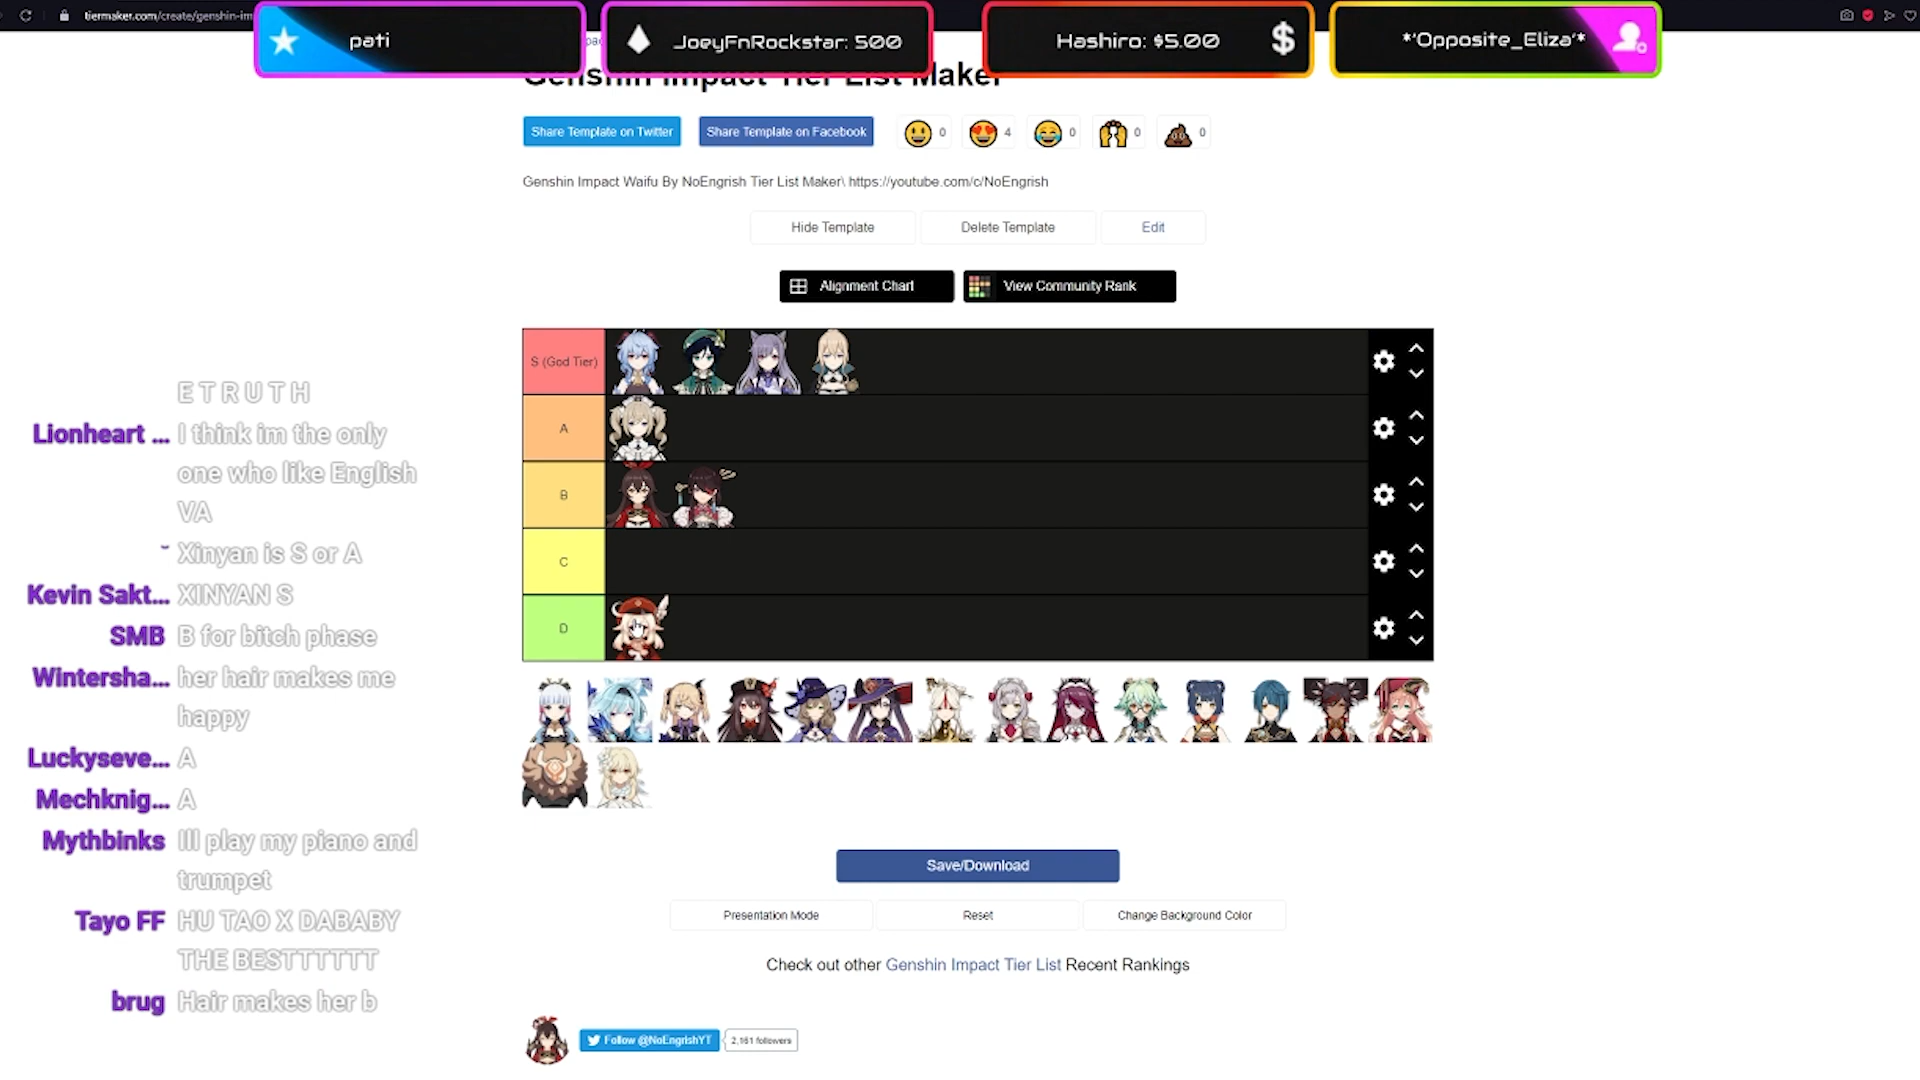 tiermaker.com/create/genshin-im
pati
JoeyFnRockstar: 500
Hashiro: $5.00
$
*'Opposite_Eliza'*
Genshin Impact Tier List Maker
Share Template on Twitter
Share Template on Facebook
0
4
0
0
0
Genshin Impact Waifu By NoEngrish Tier List Maker\ https://youtube.com/c/NoEngrish
Hide Template
Delete Template
Edit
Alignment Chart
View Community Rank
S (God Tier)
A
B
C
D
E T R U T H
Lionheart ... I think im the only
one who like English
VA
Xinyan is S or A
Kevin Sakt... XINYAN S
SMB B for bitch phase
Wintersha... her hair makes me
happy
Luckyseve... A
Mechknig... A
Mythbinks Ill play my piano and
trumpet
Tayo FF HU TAO X DABABY
THE BESTTTTTT
brug Hair makes her b
Save/Download
Presentation Mode
Reset
Change Background Color
Check out other Genshin Impact Tier List Recent Rankings
Follow @NoEngrishYT
2,161 followers